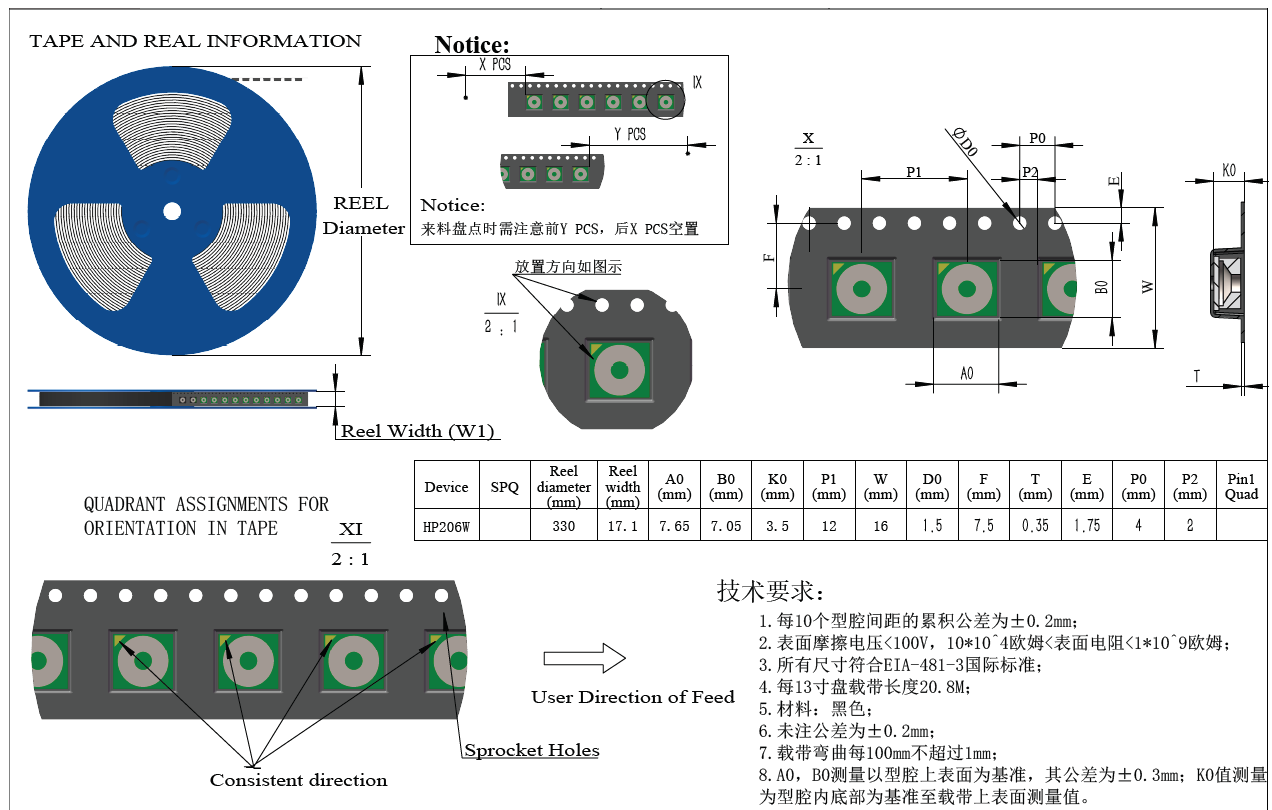 TAPE AND REAL INFORMATION
REEL
Diameter
Reel Width (W1)
Notice:
X PCS
IX
Y PCS
Notice:
来料盘点时需注意前Y PCS，后X PCS空置
放置方向如图示
IX
2 : 1
X
2 : 1
ØD0
P0
P1
P2
E
F
B0
W
A0
K0
T
Device SPQ Reel diameter (mm) Reel width (mm) A0 (mm) B0 (mm) K0 (mm) P1 (mm) W (mm) D0 (mm) F (mm) T (mm) E (mm) P0 (mm) P2 (mm) Pin1 Quad
HP206W 330 17.1 7.65 7.05 3.5 12 16 1.5 7.5 0.35 1.75 4 2
QUADRANT ASSIGNMENTS FOR
ORIENTATION IN TAPE
XI
2 : 1
User Direction of Feed
Sprocket Holes
Consistent direction
技术要求：
1.每10个型腔间距的累积公差为±0.2mm；
2.表面摩擦电压<100V，10*10^4欧姆<表面电阻<1*10^9欧姆；
3.所有尺寸符合EIA-481-3国际标准；
4.每13寸盘载带长度20.8M；
5.材料：黑色；
6.未注公差为±0.2mm；
7.载带弯曲每100mm不超过1mm；
8.A0，B0测量以型腔上表面为基准，其公差为±0.3mm；K0值测量
为型腔内底部为基准至载带上表面测量值。